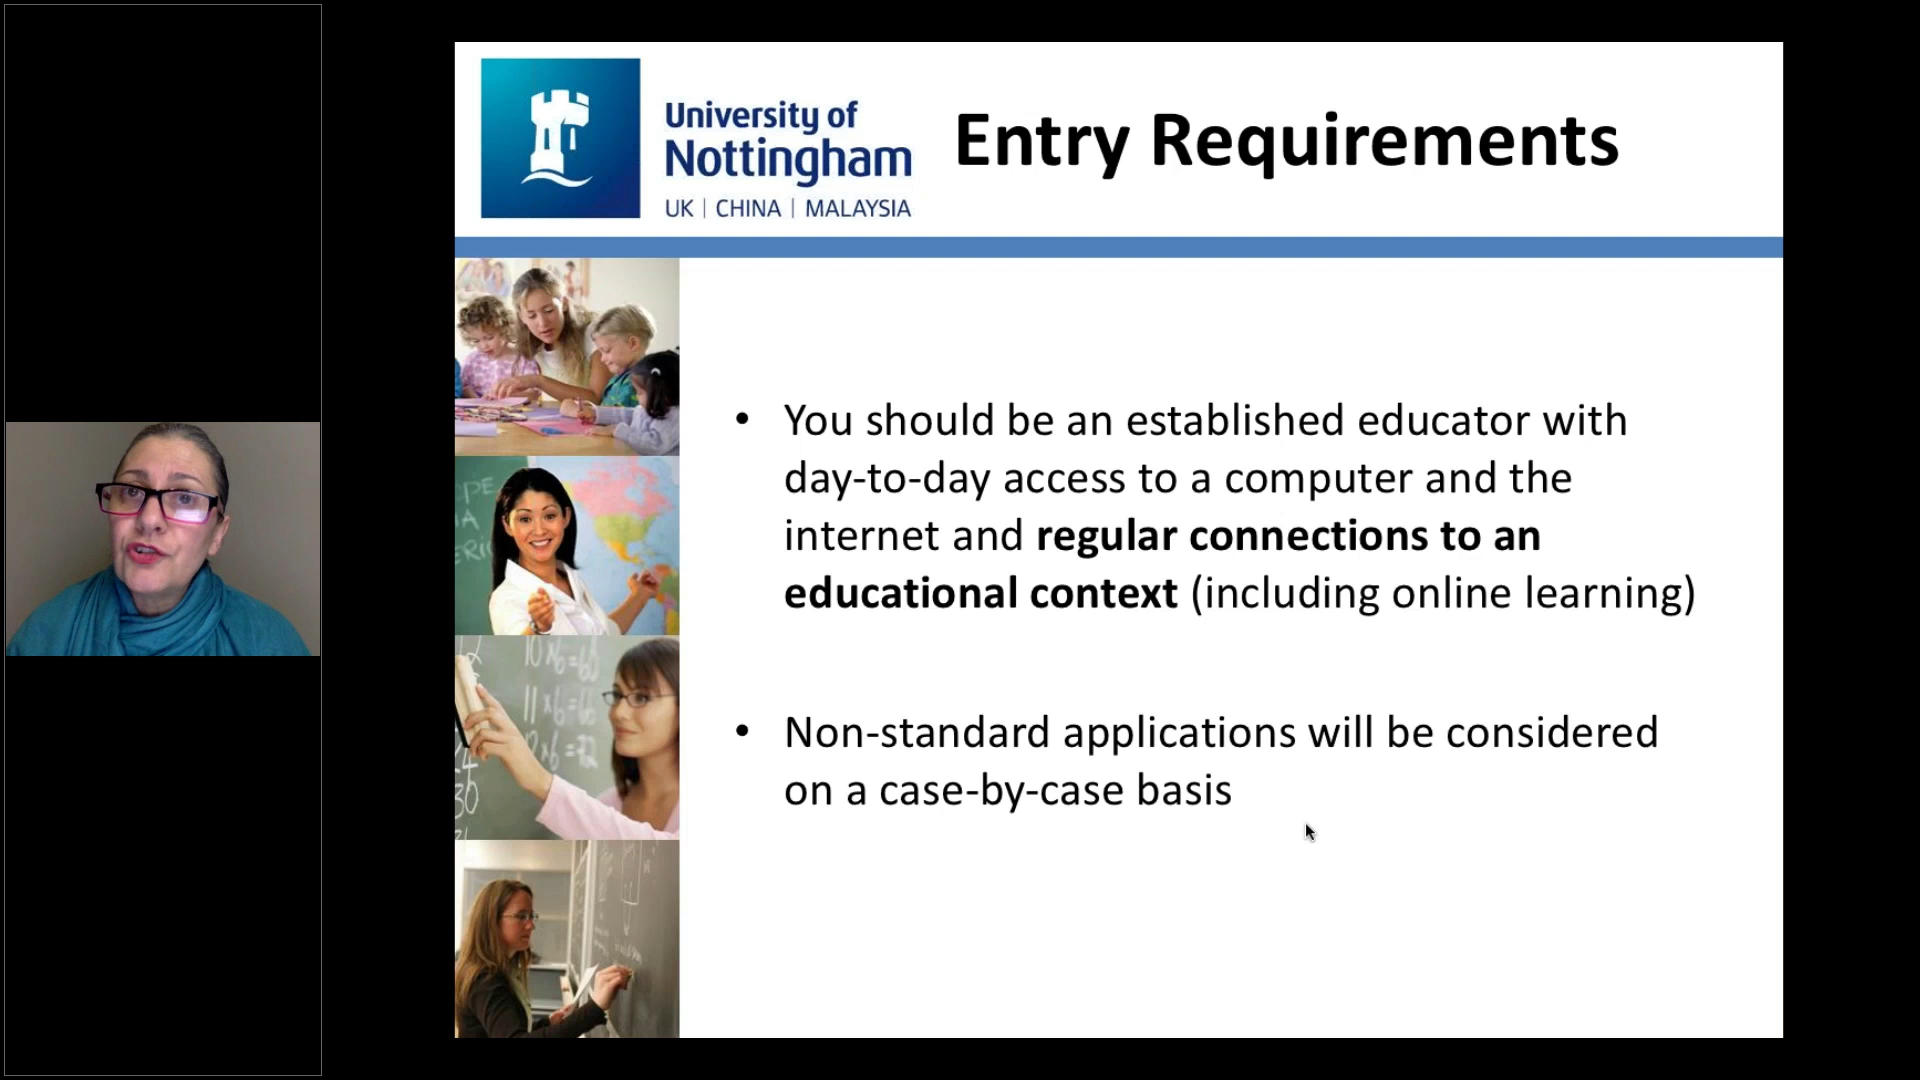 University of
Nottingham
UK | CHINA | MALAYSIA
Entry Requirements
• You should be an established educator with
day-to-day access to a computer and the
internet and regular connections to an
educational context (including online learning)
• Non-standard applications will be considered
on a case-by-case basis
10x6=60